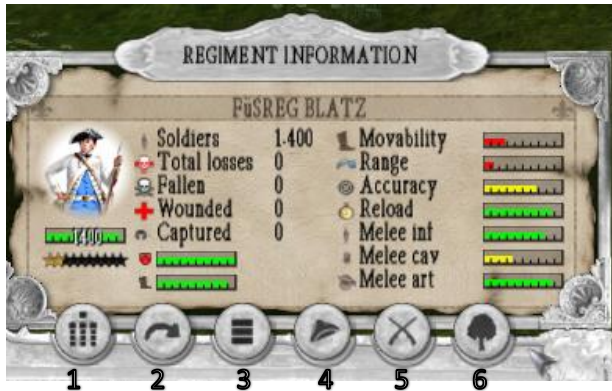 REGIMENT INFORMATION
FüSREG BLATZ
Soldiers 1.400 Movability
Total losses 0 Range
Fallen 0 Accuracy
Wounded 0 Reload
Captured 0 Melee inf
1400
Melee cav
Melee art
1 2 3 4 5 6